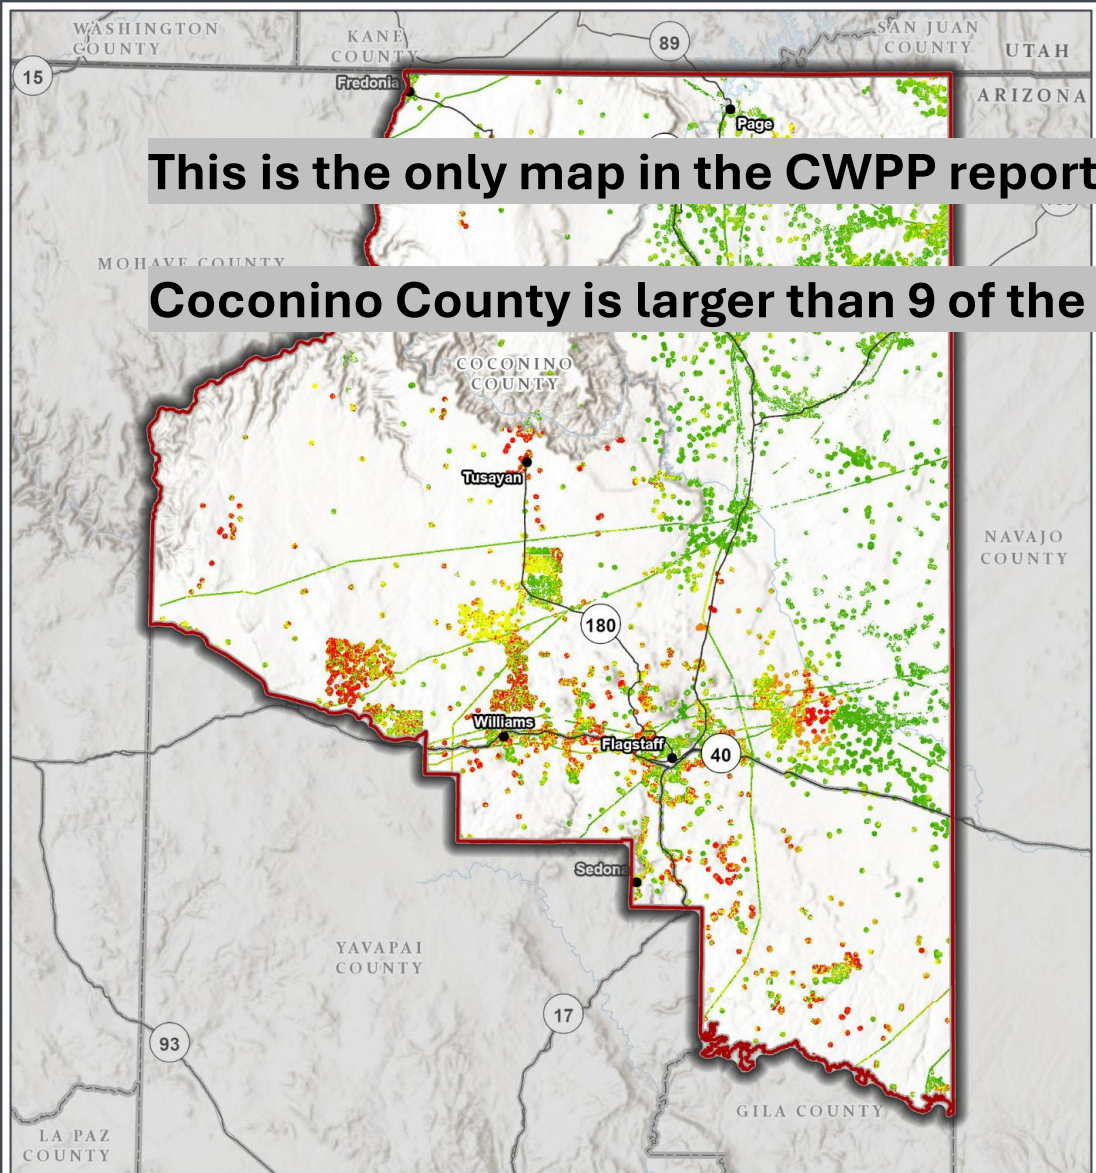 WASHINGTON
COUNTY
KANE
COUNTY
89
SAN JUAN
COUNTY
UTAH
15
Fredonia
ARIZONA
Page
This is the only map in the CWPP report
MOHAVE COUNTY
Coconino County is larger than 9 of the
COCONINO
COUNTY
Tusayan
NAVAJO
COUNTY
180
Williams
Flagstaff
40
Sedona
YAVAPAI
COUNTY
17
93
GILA COUNTY
LA PAZ
COUNTY